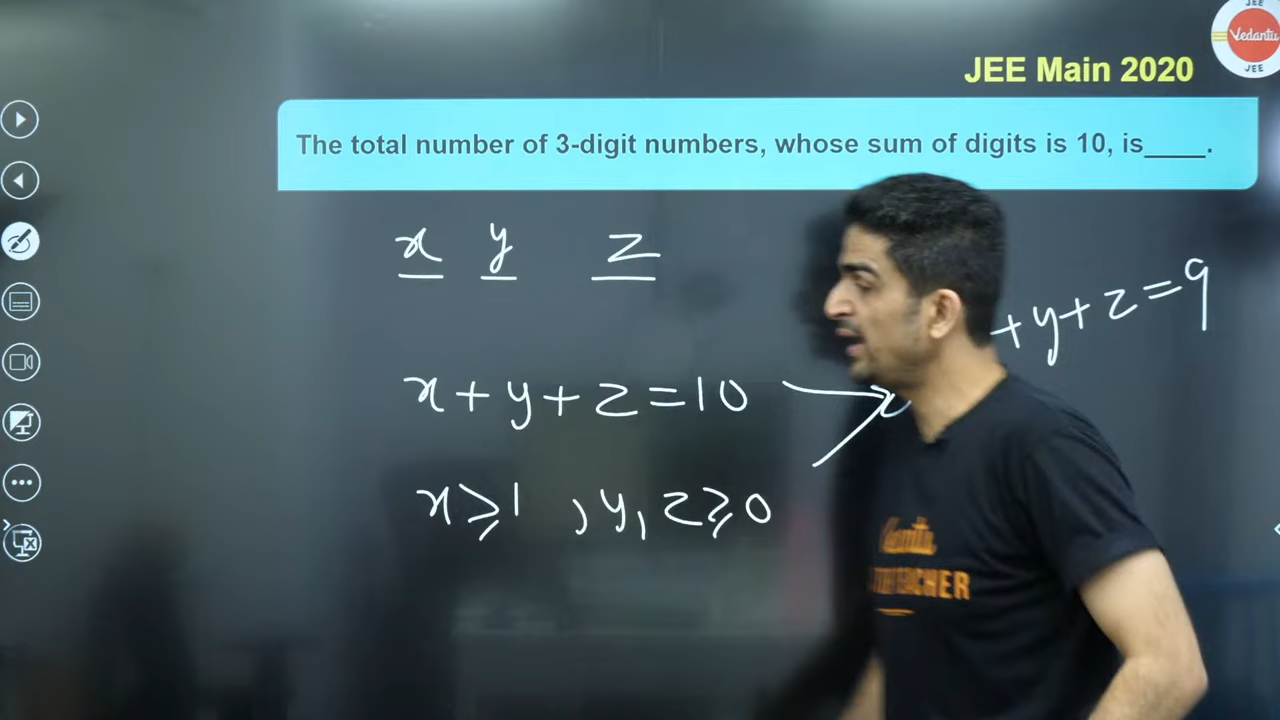 JEE
Vedantu
JEE
JEE Main 2020
The total number of 3-digit numbers, whose sum of digits is 10, is____.
x y z
+y+z=9
x+y+z=10
x≥1 , y, z≥0